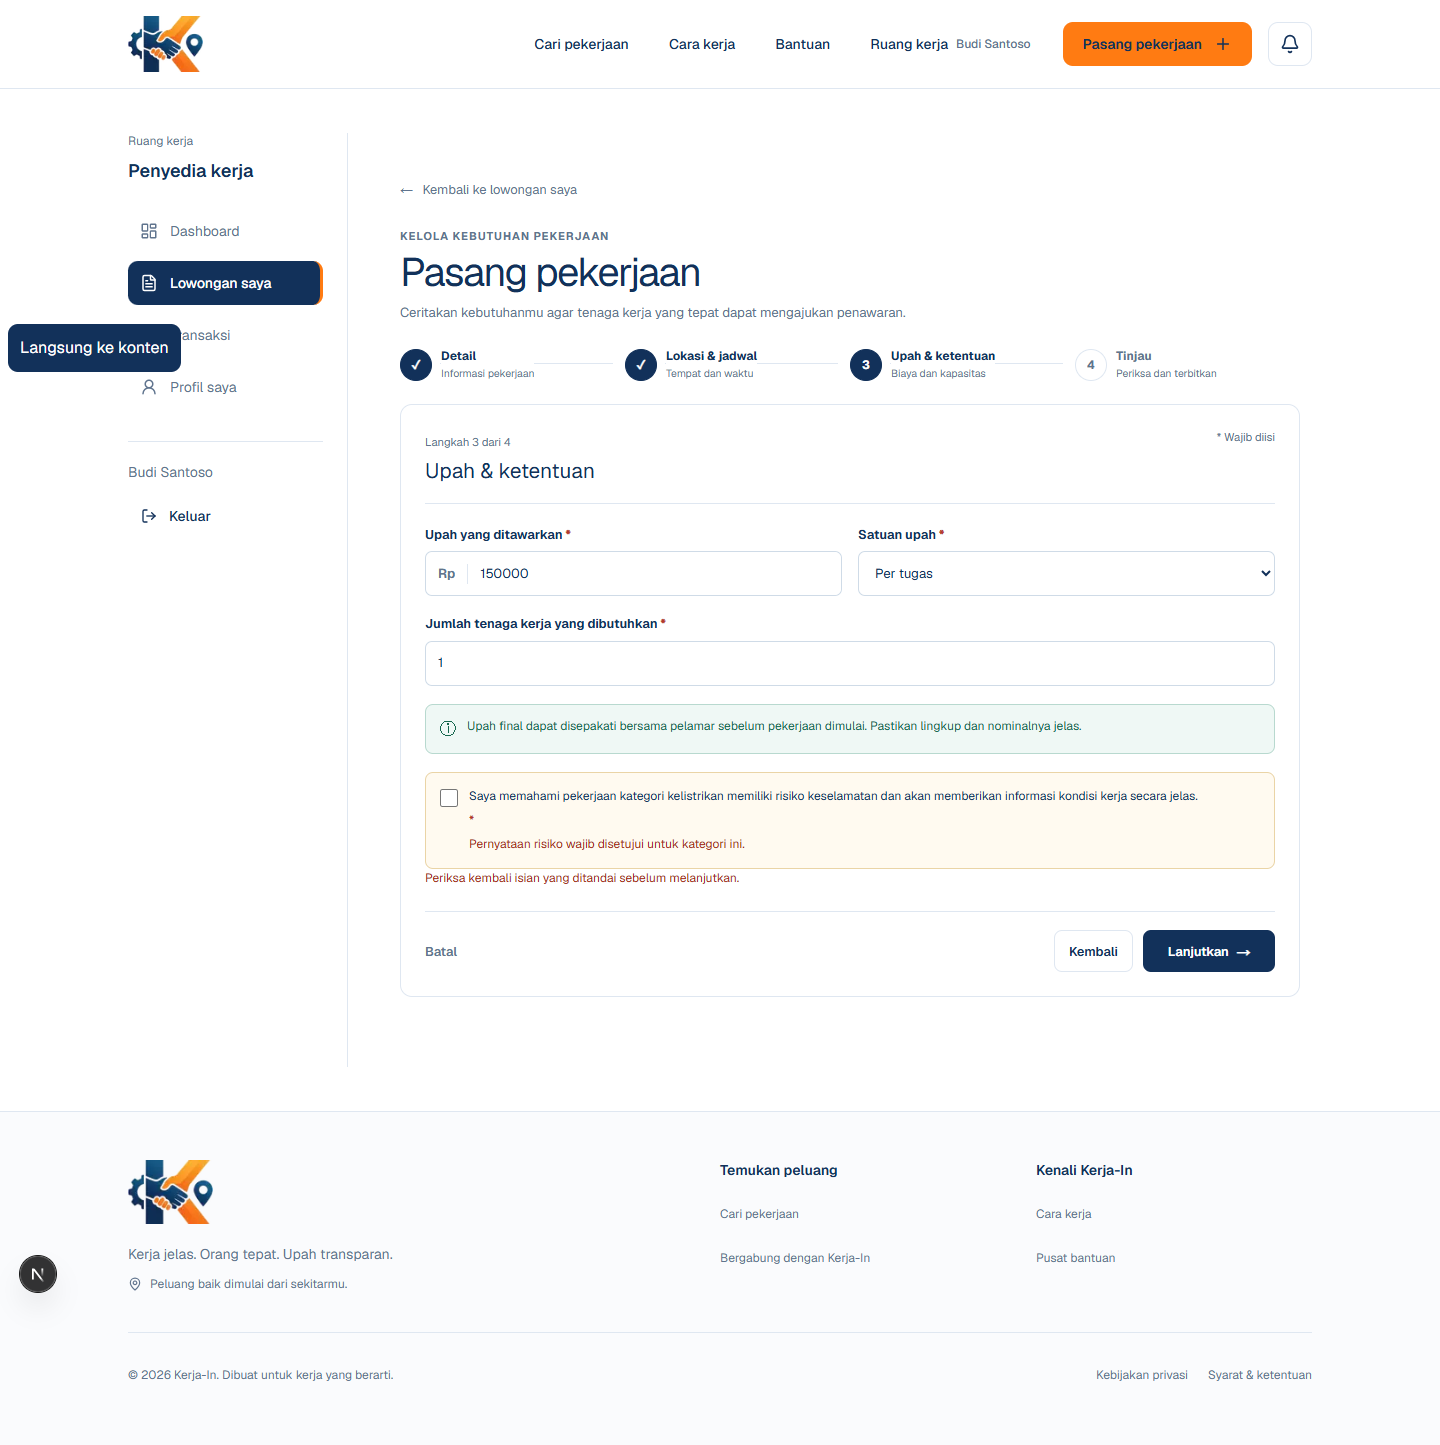 Cari pekerjaan
Cara kerja
Bantuan
Ruang kerja Budi Santoso
Pasang pekerjaan +
Ruang kerja
Penyedia kerja
Dashboard
Lowongan saya
ansaksi
Langsung ke konten
Profil saya
Budi Santoso
Keluar
← Kembali ke lowongan saya
KELOLA KEBUTUHAN PEKERJAAN
Pasang pekerjaan
Ceritakan kebutuhanmu agar tenaga kerja yang tepat dapat mengajukan penawaran.
✓ Detail
Informasi pekerjaan
✓ Lokasi & jadwal
Tempat dan waktu
3 Upah & ketentuan
Biaya dan kapasitas
4 Tinjau
Periksa dan terbitkan
Langkah 3 dari 4
* Wajib diisi
Upah & ketentuan
Upah yang ditawarkan *
Rp 150000
Satuan upah *
Per tugas
Jumlah tenaga kerja yang dibutuhkan *
1
Upah final dapat disepakati bersama pelamar sebelum pekerjaan dimulai. Pastikan lingkup dan nominalnya jelas.
Saya memahami pekerjaan kategori kelistrikan memiliki risiko keselamatan dan akan memberikan informasi kondisi kerja secara jelas.
*
Pernyataan risiko wajib disetujui untuk kategori ini.
Periksa kembali isian yang ditandai sebelum melanjutkan.
Batal
Kembali
Lanjutkan →
Kerja jelas. Orang tepat. Upah transparan.
Peluang baik dimulai dari sekitarmu.
Temukan peluang
Cari pekerjaan
Bergabung dengan Kerja-In
Kenali Kerja-In
Cara kerja
Pusat bantuan
N
© 2026 Kerja-In. Dibuat untuk kerja yang berarti.
Kebijakan privasi
Syarat & ketentuan